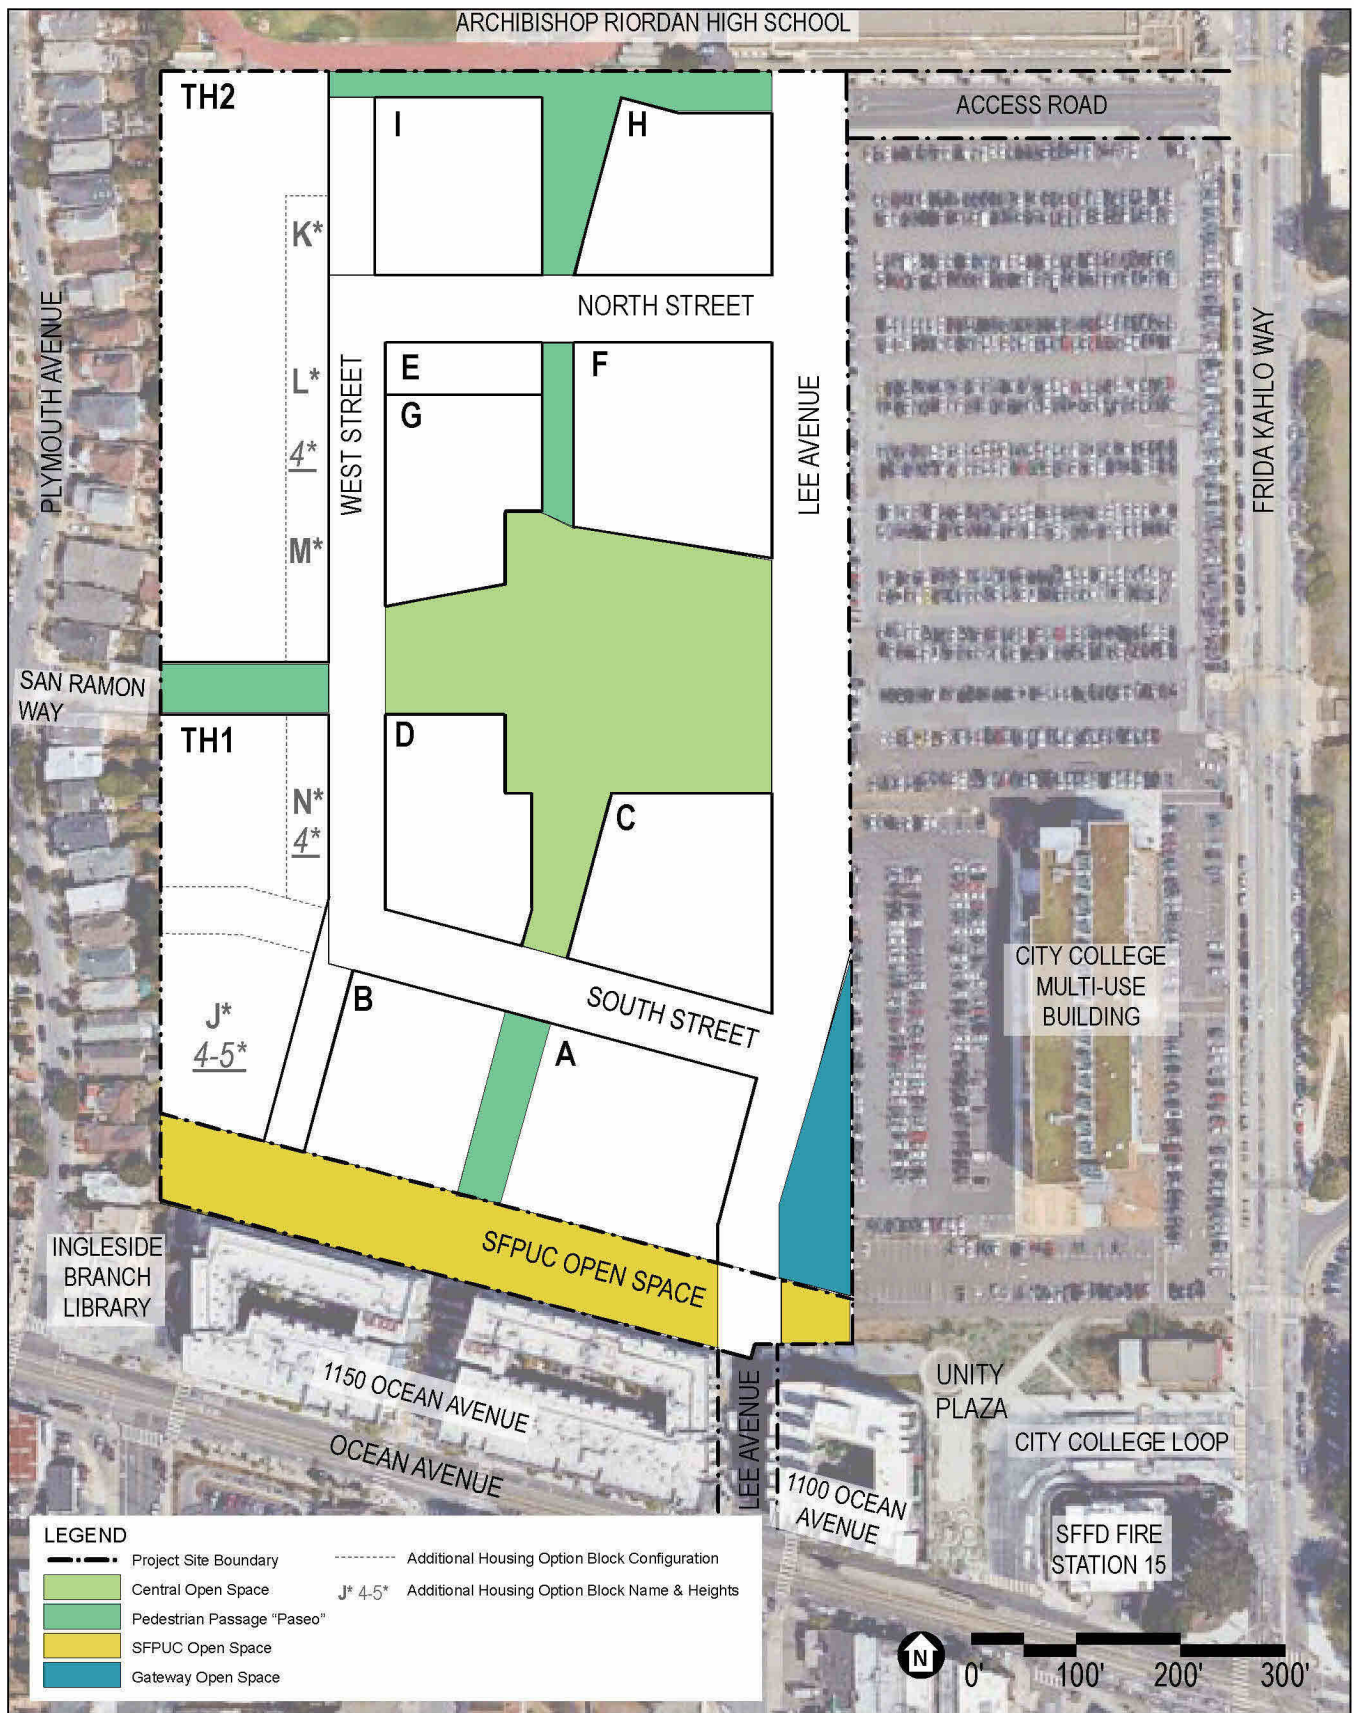 ARCHIBISHOP RIORDAN HIGH SCHOOL
TH2
I
H
ACCESS ROAD
K*
NORTH STREET
PLYMOUTH AVENUE
WEST STREET
LEE AVENUE
FRIDA KAHLO WAY
E
F
L*
G
4*
M*
SAN RAMON
WAY
TH1
D
N*
4*
C
CITY COLLEGE
MULTI-USE
BUILDING
B
SOUTH STREET
J*
4-5*
A
SFPUC OPEN SPACE
INGLESIDE
BRANCH
LIBRARY
1150 OCEAN AVENUE
OCEAN AVENUE
LEE AVENUE
UNITY
PLAZA
CITY COLLEGE LOOP
1100 OCEAN
AVENUE
SFFD FIRE
STATION 15
LEGEND
Project Site Boundary
Central Open Space
Pedestrian Passage “Paseo”
SFPUC Open Space
Gateway Open Space
Additional Housing Option Block Configuration
J* 4-5* Additional Housing Option Block Name & Heights
N
0' 100' 200' 300'